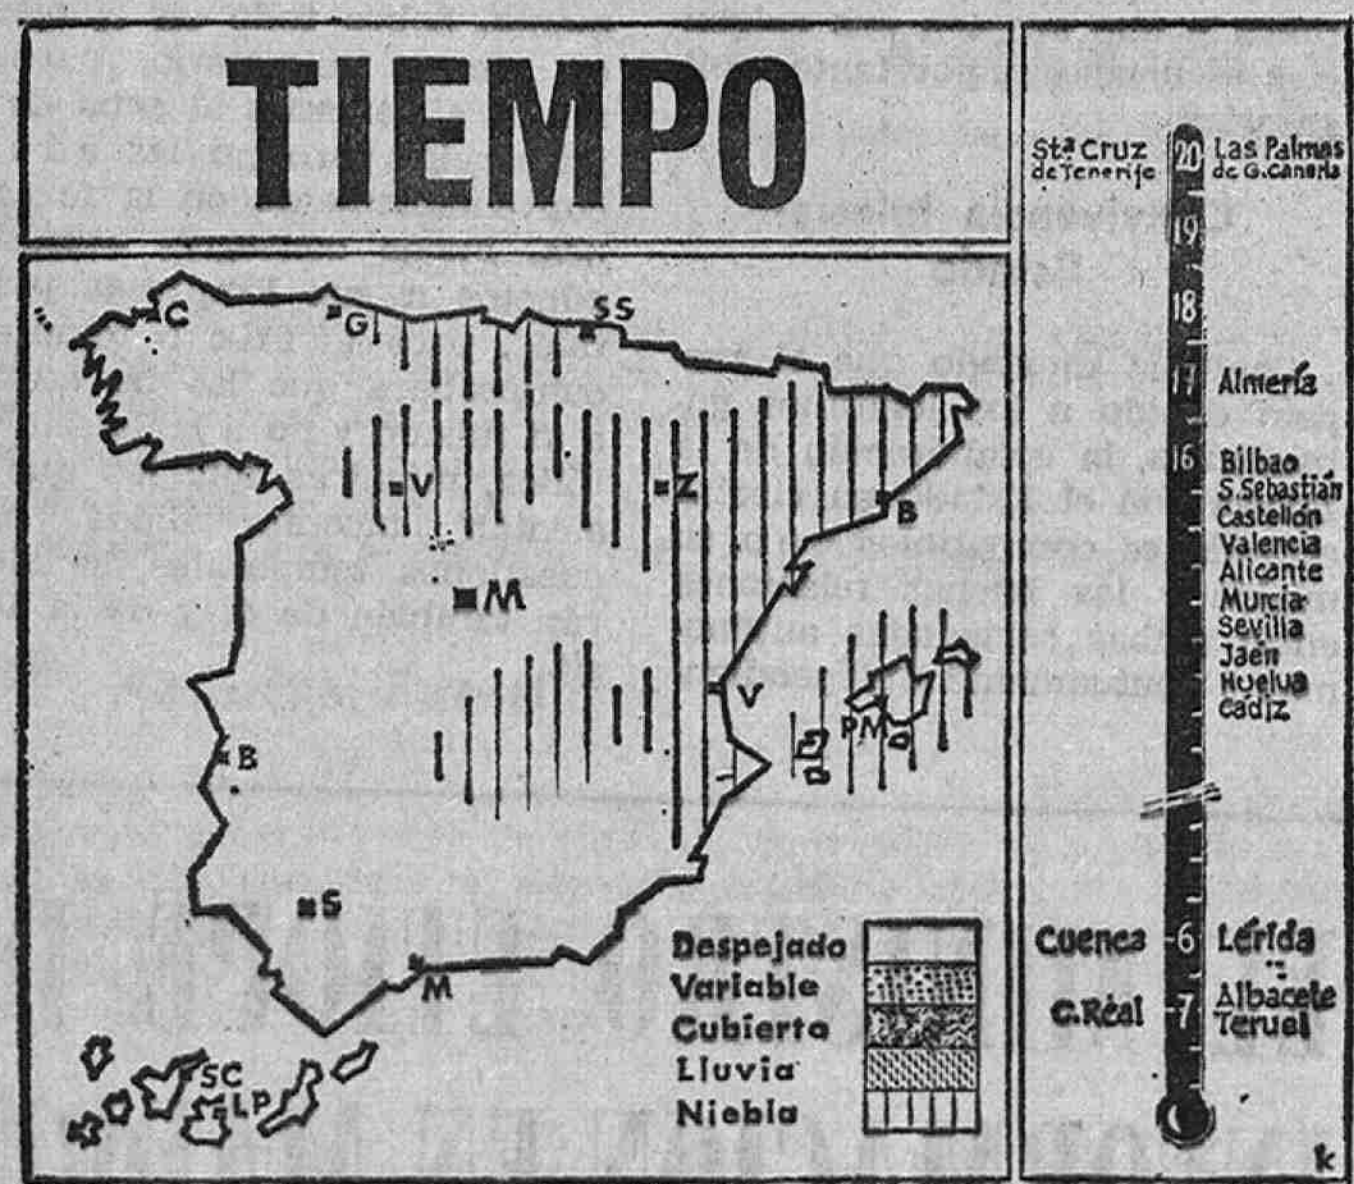 TIEMPO
C
G
SS
V
Z
B
M
V
PM
B
S
M
SC
LP
Despejado
Variable
Cubierto
Lluvia
Niebla
Stª Cruz de Tenerife 20 Las Palmas de G. Canaria
19
18
17 Almería
16 Bilbao
S. Sebastián
Castellón
Valencia
Alicante
Murcia
Sevilla
Jaén
Huelva
Cádiz
Cuenca -6 Lérida
C. Réal -7 Albacete
Teruel
k